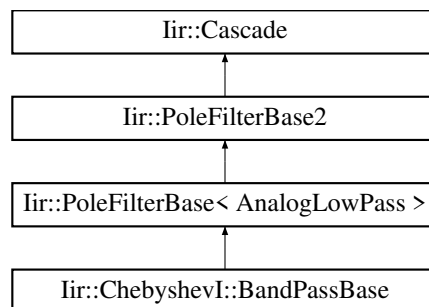 Iir::Cascade
Iir::PoleFilterBase2
Iir::PoleFilterBase< AnalogLowPass >
Iir::ChebyshevI::BandPassBase